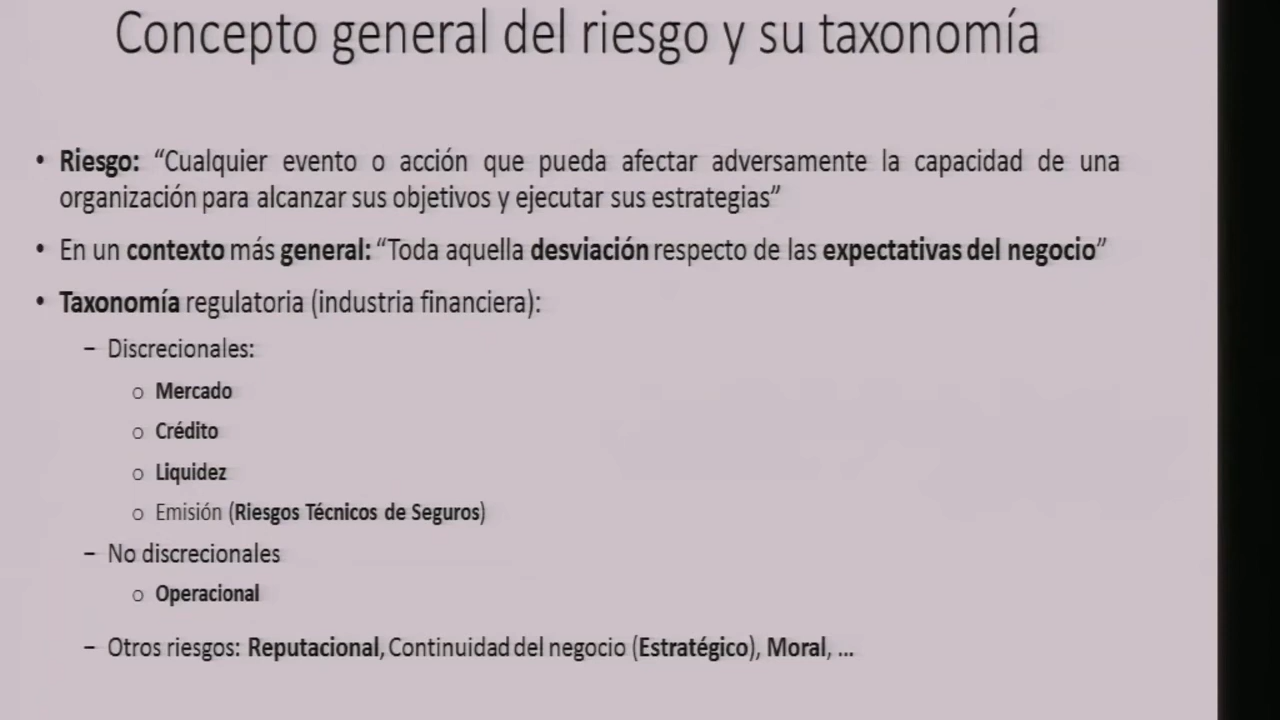 Concepto general del riesgo y su taxonomía
• Riesgo: “Cualquier evento o acción que pueda afectar adversamente la capacidad de una
organización para alcanzar sus objetivos y ejecutar sus estrategias”
• En un contexto más general: “Toda aquella desviación respecto de las expectativas del negocio”
• Taxonomía regulatoria (industria financiera):
– Discrecionales:
o Mercado
o Crédito
o Liquidez
o Emisión (Riesgos Técnicos de Seguros)
– No discrecionales
o Operacional
– Otros riesgos: Reputacional, Continuidad del negocio (Estratégico), Moral, ...